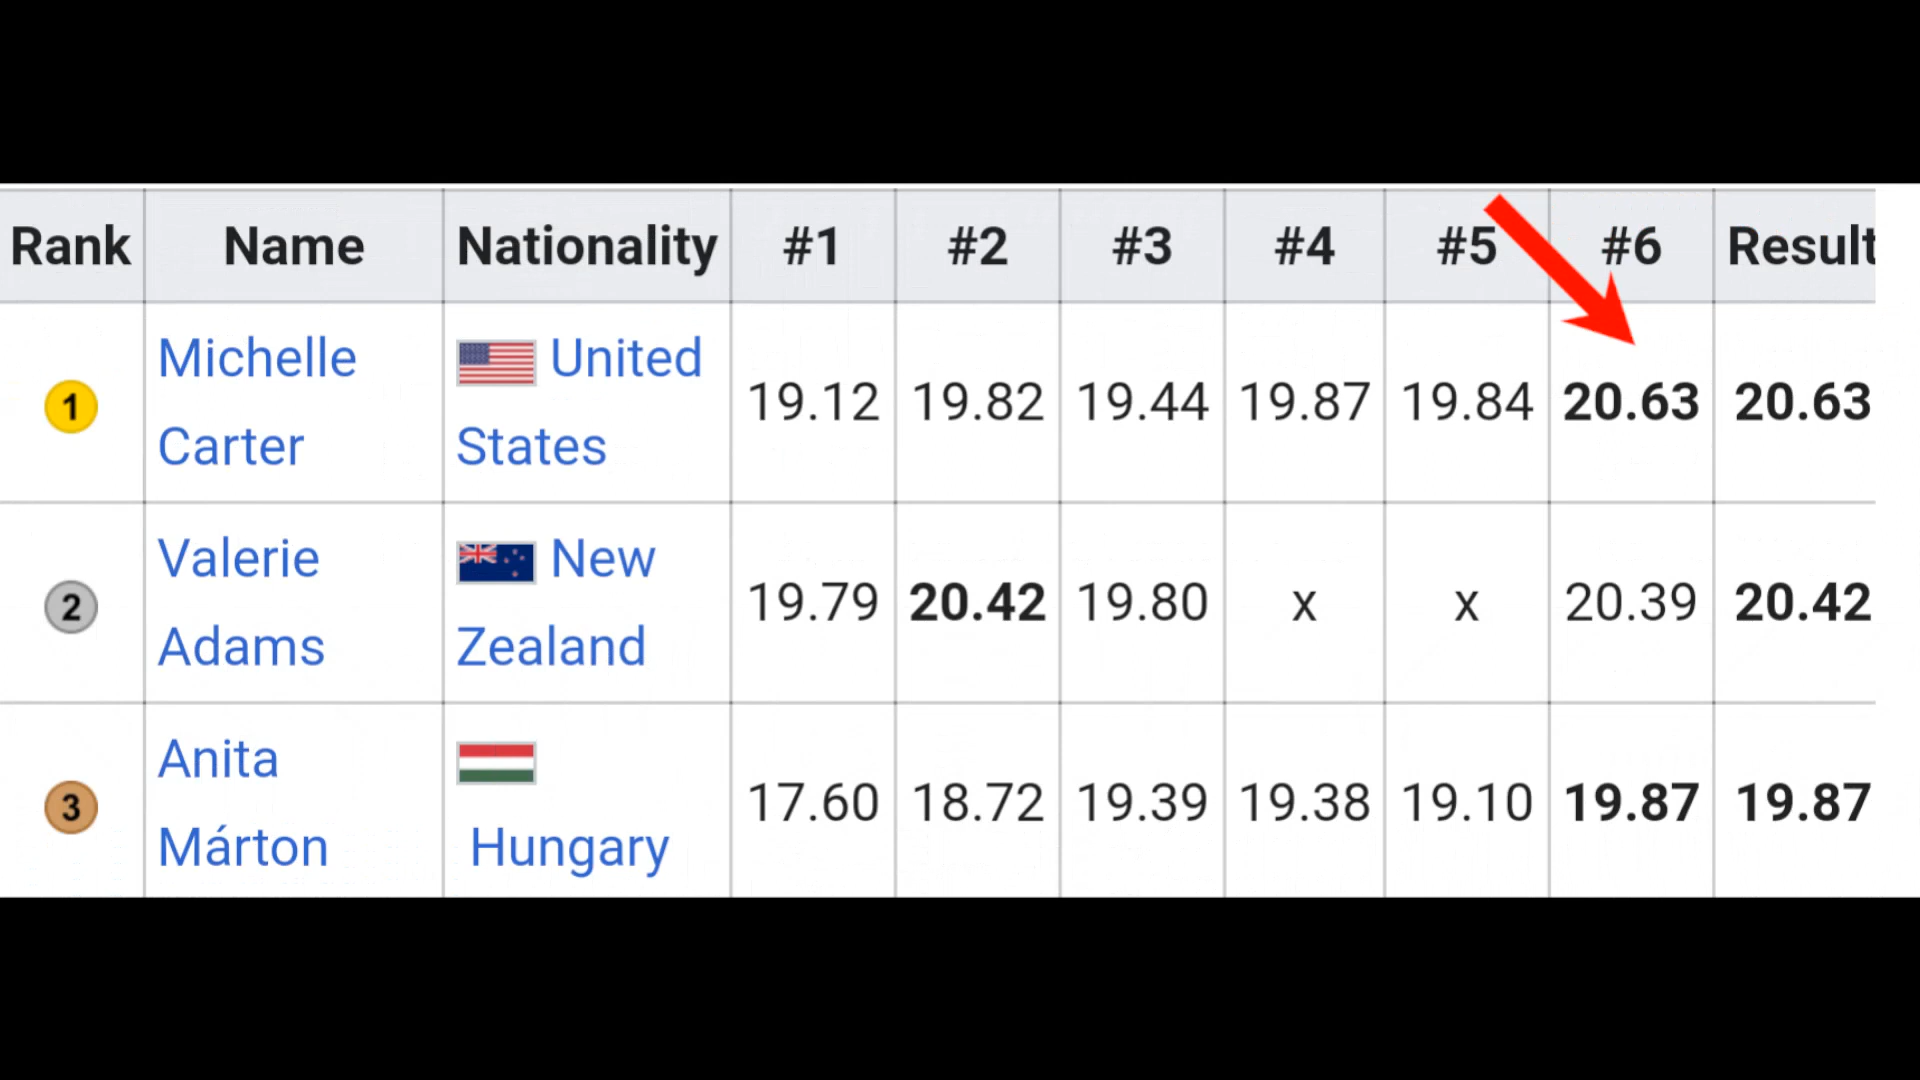 Rank Name Nationality #1 #2 #3 #4 #5 #6 Result
1 Michelle Carter United States 19.12 19.82 19.44 19.87 19.84 20.63 20.63
2 Valerie Adams New Zealand 19.79 20.42 19.80 x x 20.39 20.42
3 Anita Márton Hungary 17.60 18.72 19.39 19.38 19.10 19.87 19.87